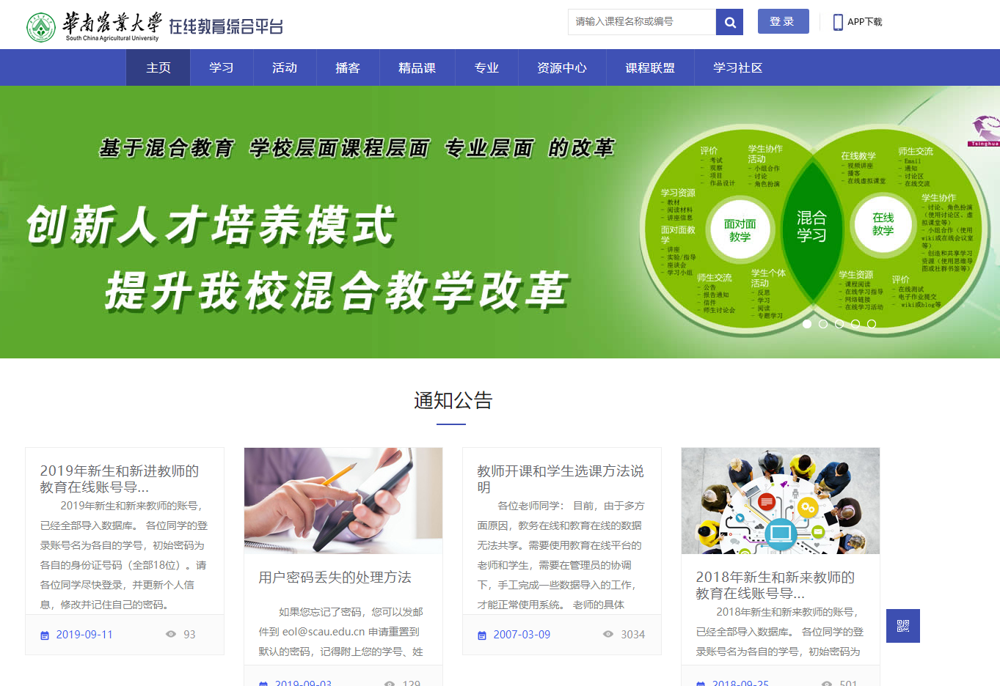 華南农业大学
South China Agricultural University
在线教育综合平台
请输入课程名称或编号
登 录
APP下载
主页
学习
活动
播客
精品课
专业
资源中心
课程联盟
学习社区
基于混合教育 学校层面课程层面 专业层面 的改革
创新人才培养模式
提升我校混合教学改革
评价
- 考试
- 观察
- 项目
- 作品设计
学生协作
活动
- 小组合作
- 讨论
- 角色扮演
学习资源
- 教材
- 阅读材料
- 讲座信息
面对面教
学
- 讲座
- 实验/指导
- 座谈会
- 学习小组
面对面
教学
师生交流
- 公告
- 报告通知
- 信件
- 师生讨论会
学生个体
活动
- 反思
- 学习
- 阅读
- 专题学习
混合
学习
在线教学
- 视频讲座
- 播客
- 在线虚拟课堂
师生交流
- Email
- 通知
- 讨论区
- 在线交流
在线
教学
学生协作
- 讨论、角色扮演
（使用讨论区、虚
拟课堂等）
- 小组合作（使用
wiki或在线会议室
等）
- 创造和共享学习
资源（使用思维导
图或社群书签等）
学生资源
- 课程阅读
- 在线学习指导
- 网络链接
- 在线学习活动
评价
- 在线测试
- 电子作业提交
- wiki或blog等
Tsinghua
通知公告
2019年新生和新进教师的
教育在线账号导...
2019年新生和新来教师的账号，
已经全部导入数据库。 各位同学的登
录账号名为各自的学号，初始密码为
各自的身份证号码（全部18位）。请
各位同学尽快登录，并更新个人信
息，修改并记住自己的密码。
2019-09-11
93
用户密码丢失的处理方法
如果您忘记了密码，您可以发邮
件到 eol@scau.edu.cn 申请重置到
默认的密码，记得附上您的学号、姓
2019-09-03
129
教师开课和学生选课方法说
明
各位老师同学： 目前，由于多方
面原因，教务在线和教育在线的数据
无法共享。需要使用教育在线平台的
老师和学生，需要在管理员的协调
下，手工完成一些数据导入的工作，
才能正常使用系统。 老师的具体
2007-03-09
3034
2018年新生和新来教师的
教育在线账号导...
2018年新生和新来教师的账号，
已经全部导入数据库。 各位同学的登
录账号名为各自的学号，初始密码为
2018-09-25
501